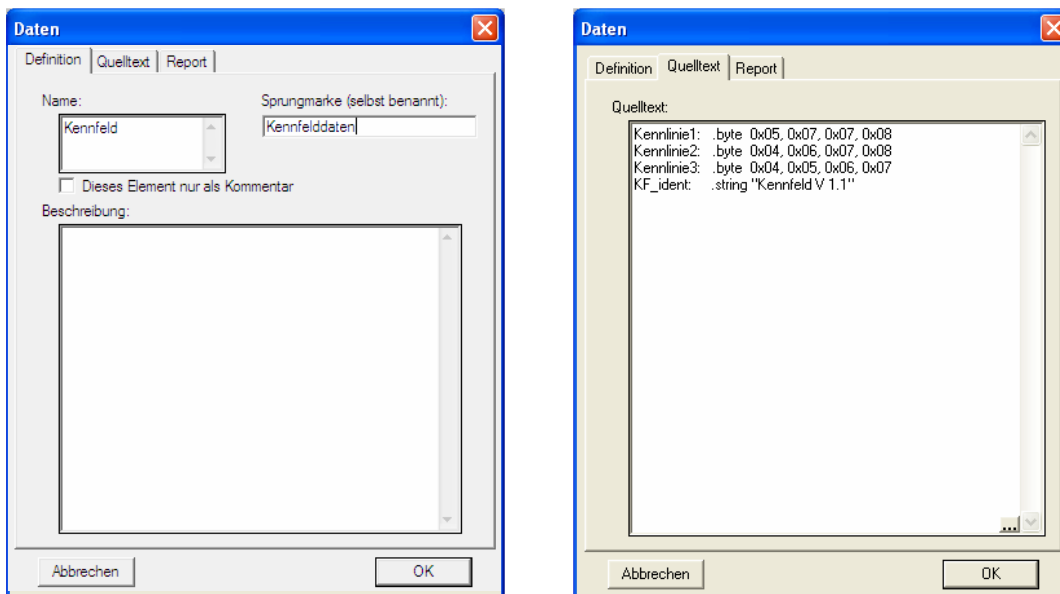 Daten
Definition Quelltext Report
Name: Sprungmarke (selbst benannt):
Kennfeld Kennfelddaten
Dieses Element nur als Kommentar
Beschreibung:
Abbrechen OK
Daten
Definition Quelltext Report
Quelltext:
Kennlinie1: .byte 0x05, 0x07, 0x07, 0x08
Kennlinie2: .byte 0x04, 0x06, 0x07, 0x08
Kennlinie3: .byte 0x04, 0x05, 0x06, 0x07
KF_ident: .string "Kennfeld V 1.1"
...
Abbrechen OK